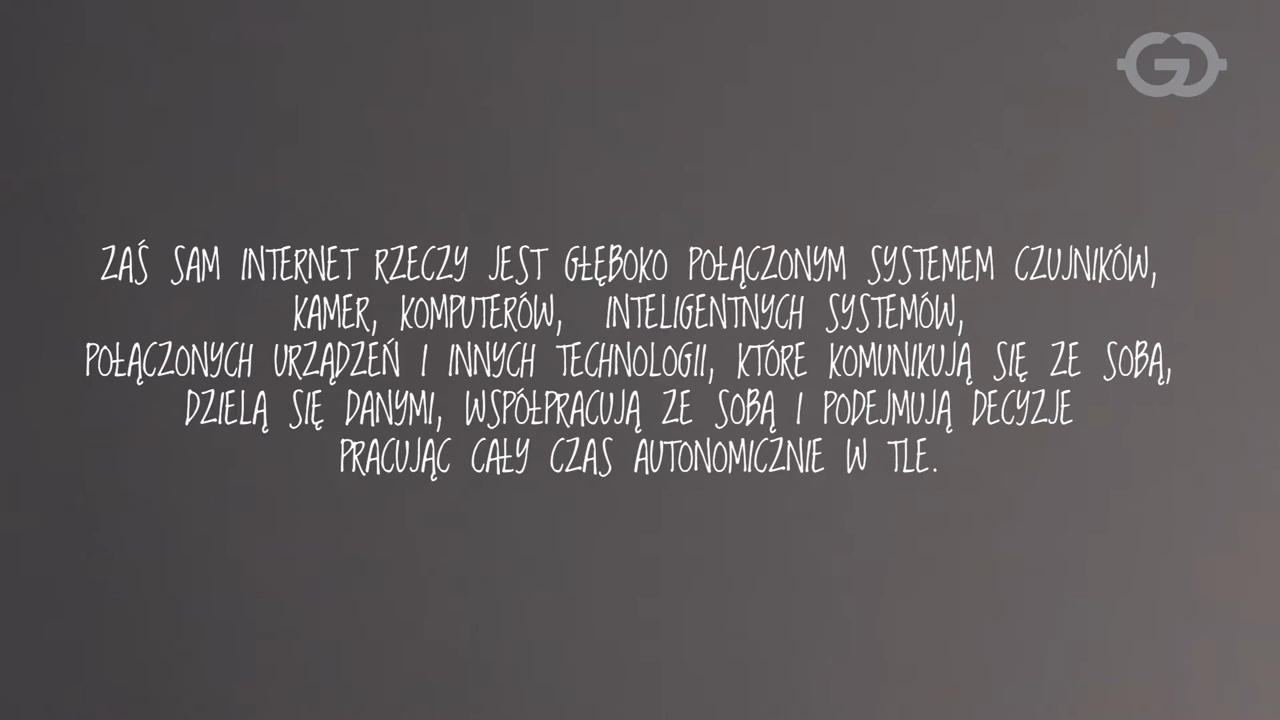 ZAŚ SAM INTERNET RZECZY JEST GŁĘBOKO POŁĄCZONYM SYSTEMEM CZUJNIKÓW,
KAMER, KOMPUTERÓW, INTELIGENTNYCH SYSTEMÓW,
POŁĄCZONYCH URZĄDZEŃ I INNYCH TECHNOLOGII, KTÓRE KOMUNIKUJĄ SIĘ ZE SOBĄ,
DZIELĄ SIĘ DANYMI, WSPÓŁPRACUJĄ ZE SOBĄ I PODEJMUJĄ DECYZJE
PRACUJĄC CAŁY CZAS AUTONOMICZNIE W TLE.